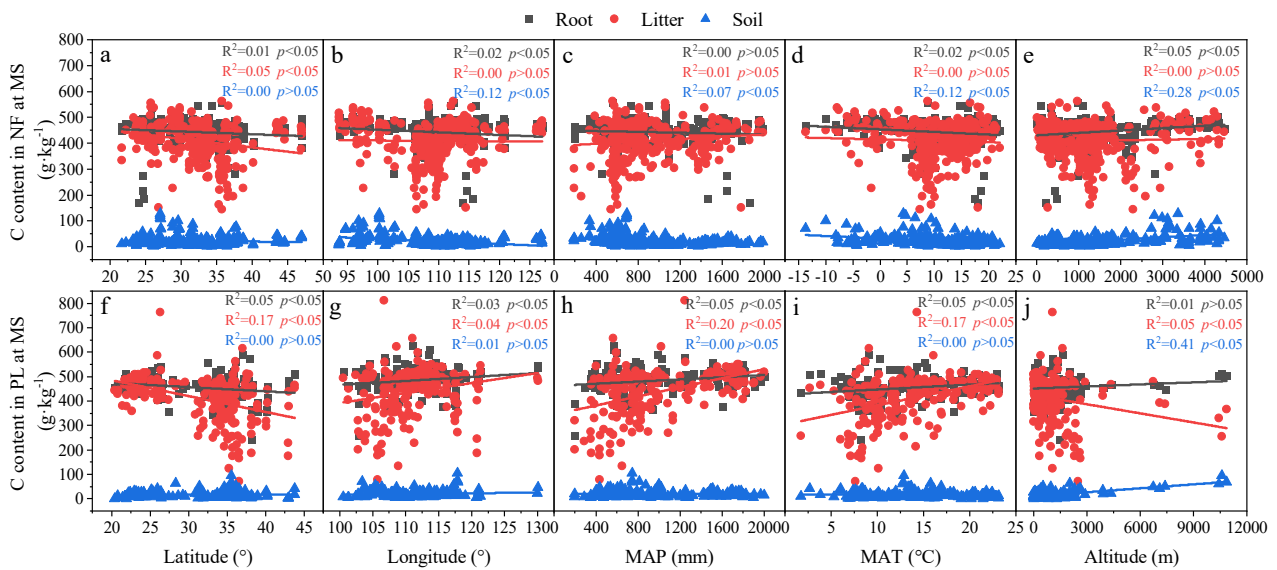 Root Litter Soil
C content in NF at MS
(g·kg⁻¹)
800
700
600
500
400
300
200
100
0
a
R²=0.01 p<0.05
R²=0.05 p<0.05
R²=0.00 p>0.05
b
R²=0.02 p<0.05
R²=0.00 p>0.05
R²=0.12 p<0.05
c
R²=0.00 p>0.05
R²=0.01 p>0.05
R²=0.07 p<0.05
d
R²=0.02 p<0.05
R²=0.00 p>0.05
R²=0.12 p<0.05
e
R²=0.05 p<0.05
R²=0.00 p>0.05
R²=0.28 p<0.05
20 25 30 35 40 45 50
95 100 105 110 115 120 125
400 800 1200 1600 2000
-15 -10 -5 0 5 10 15 20 25
0 1000 2000 3000 4000 5000
C content in PL at MS
(g·kg⁻¹)
800
700
600
500
400
300
200
100
0
f
R²=0.05 p<0.05
R²=0.17 p<0.05
R²=0.00 p>0.05
g
R²=0.03 p<0.05
R²=0.04 p<0.05
R²=0.01 p>0.05
h
R²=0.05 p<0.05
R²=0.20 p<0.05
R²=0.00 p>0.05
i
R²=0.05 p<0.05
R²=0.17 p<0.05
R²=0.00 p>0.05
j
R²=0.01 p>0.05
R²=0.05 p<0.05
R²=0.41 p<0.05
20 25 30 35 40 45
100 105 110 115 120 125 130
400 800 1200 1600 2000
5 10 15 20 25
0 3000 6000 9000 12000
Latitude (°)
Longitude (°)
MAP (mm)
MAT (°C)
Altitude (m)